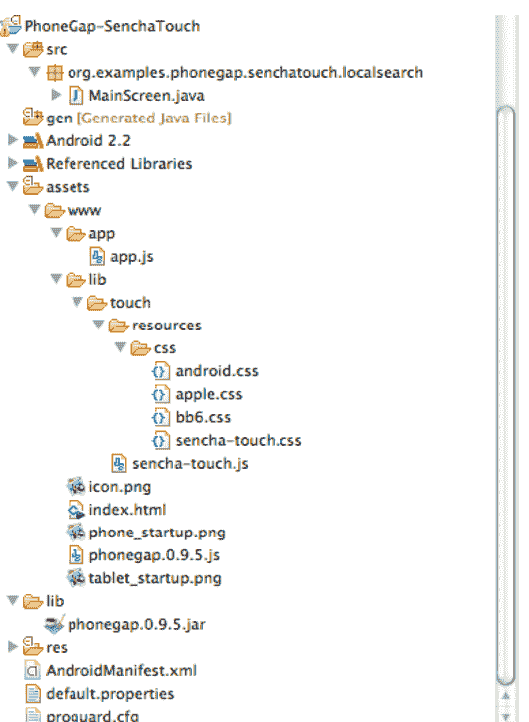 PhoneGap-SenchaTouch
src
org.examples.phonegap.senchatouch.localsearch
MainScreen.java
gen [Generated Java Files]
Android 2.2
Referenced Libraries
assets
www
app
app.js
lib
touch
resources
css
android.css
apple.css
bb6.css
sencha-touch.css
sencha-touch.js
icon.png
index.html
phone_startup.png
phonegap.0.9.5.js
tablet_startup.png
lib
phonegap.0.9.5.jar
res
AndroidManifest.xml
default.properties
proguard.cfg